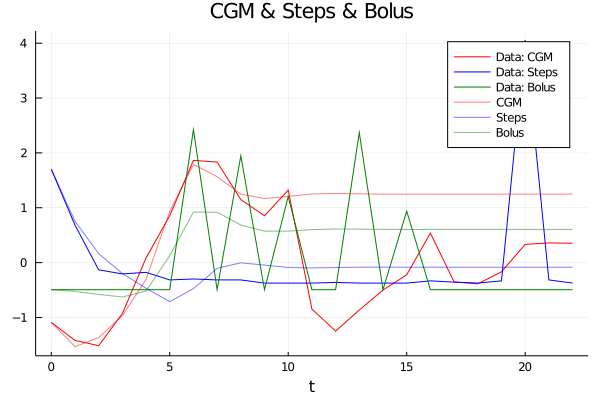 CGM & Steps & Bolus
4
3
2
1
0
−1
0
5
10
15
20
t
Data: CGM
Data: Steps
Data: Bolus
CGM
Steps
Bolus